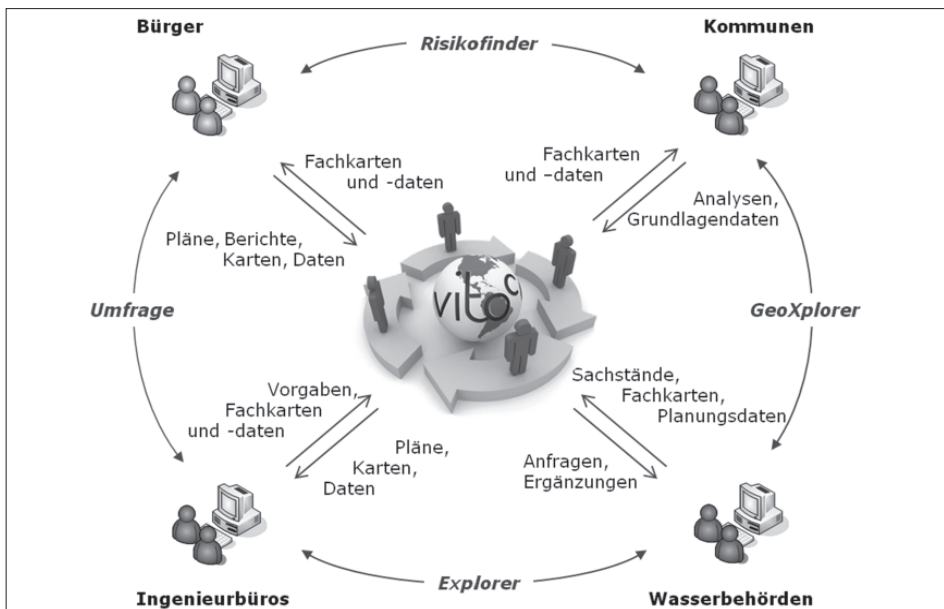 Bürger
Kommunen
Risikofinder
Fachkarten
und -daten
Fachkarten
und –daten
Analysen,
Grundlagendaten
Pläne, Berichte,
Karten, Daten
Umfrage
vito
GeoXplorer
Vorgaben,
Fachkarten
und -daten
Pläne,
Karten,
Daten
Sachstände,
Fachkarten,
Planungsdaten
Anfragen,
Ergänzungen
Explorer
Ingenieurbüros
Wasserbehörden